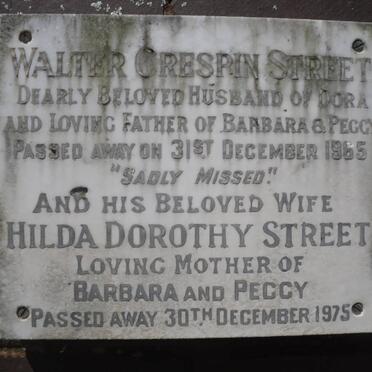 WALTER CRESPIN STREET
DEARLY BELOVED HUSBAND OF DORA
AND LOVING FATHER OF BARBARA & PEGGY
PASSED AWAY ON 31ST DECEMBER 1965
"SADLY MISSED."
AND HIS BELOVED WIFE
HILDA DOROTHY STREET
LOVING MOTHER OF
BARBARA AND PEGGY
PASSED AWAY 30TH DECEMBER 1975